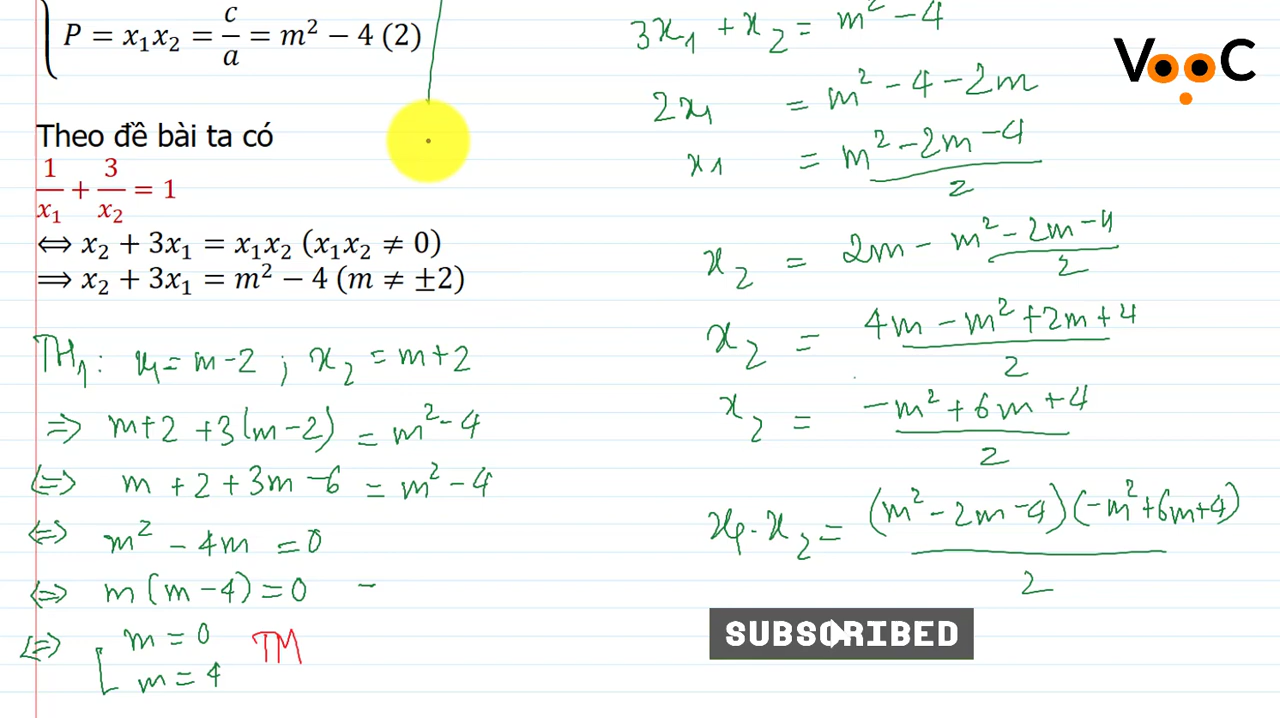 P = x₁x₂ = c/a = m² − 4 (2)
Theo đề bài ta có
1/x₁ + 3/x₂ = 1
⟺ x₂ + 3x₁ = x₁x₂ (x₁x₂ ≠ 0)
⟹ x₂ + 3x₁ = m² − 4 (m ≠ ±2)
TH₁: x₁ = m − 2 ; x₂ = m + 2
=> m + 2 + 3(m − 2) = m² − 4
<=> m + 2 + 3m − 6 = m² − 4
<=> m² − 4m = 0
<=> m(m − 4) = 0 −
<=> [ m = 0 TM
m = 4
3x₁ + x₂ = m² − 4
2x₁ = m² − 4 − 2m
x₁ = m² − 2m − 4 / 2
x₂ = 2m − m² − 2m − 4 / 2
x₂ = 4m − m² + 2m + 4 / 2
x₂ = −m² + 6m + 4 / 2
x₁ . x₂ = (m² − 2m − 4)(−m² + 6m + 4) / 2
VOOC
SUBSCRIBED